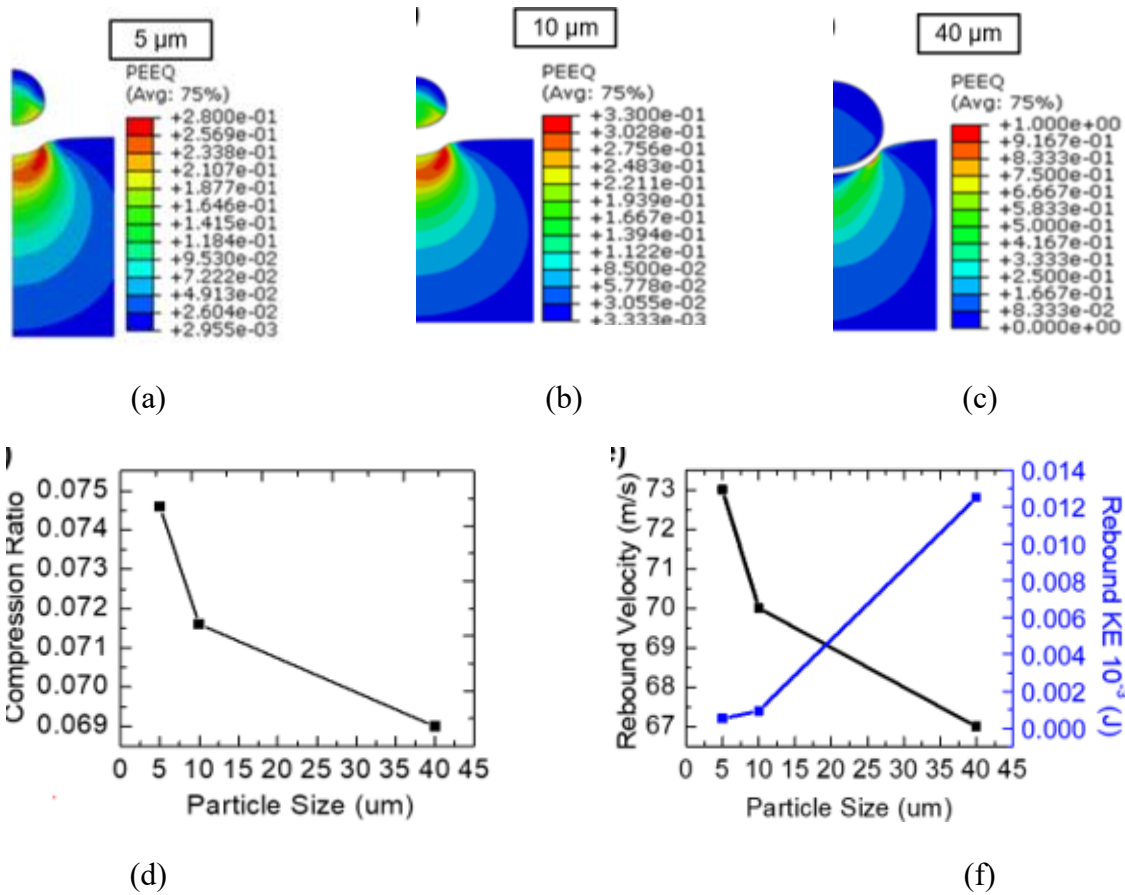 5 µm
PEEQ
(Avg: 75%)
+2.800e-01
+2.569e-01
+2.338e-01
+2.107e-01
+1.877e-01
+1.646e-01
+1.415e-01
+1.184e-01
+9.530e-02
+7.222e-02
+4.913e-02
+2.604e-02
+2.955e-03
(a)
10 µm
PEEQ
(Avg: 75%)
+3.300e-01
+3.028e-01
+2.756e-01
+2.483e-01
+2.211e-01
+1.939e-01
+1.667e-01
+1.394e-01
+1.122e-01
+8.500e-02
+5.778e-02
+3.055e-02
+3.333e-03
(b)
40 µm
PEEQ
(Avg: 75%)
+1.000e+00
+9.167e-01
+8.333e-01
+7.500e-01
+6.667e-01
+5.833e-01
+5.000e-01
+4.167e-01
+3.333e-01
+2.500e-01
+1.667e-01
+8.333e-02
+0.000e+00
(c)
Compression Ratio
0.075
0.074
0.073
0.072
0.071
0.070
0.069
0 5 10 15 20 25 30 35 40 45
Particle Size (um)
(d)
Rebound Velocity (m/s)
73
72
71
70
69
68
67
0 5 10 15 20 25 30 35 40 45
Particle Size (um)
0.014
0.012
0.010
0.008
0.006
0.004
0.002
0.000
Rebound KE 10⁻³ (J)
(f)